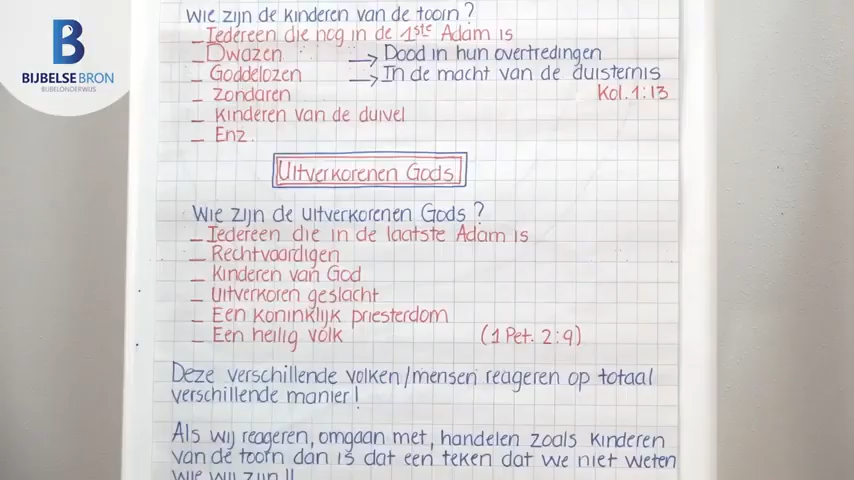 BIJBELSE BRON
BIJBELONDERWIJS
Wie zijn de kinderen van de toorn?
_ Iedereen die nog in de 1ste Adam is
_ Dwazen → Dood in hun overtredingen
_ Goddelozen → In de macht van de duisternis
_ Zondaren Kol. 1:13
_ Kinderen van de duivel
_ Enz.
Uitverkorenen Gods
Wie zijn de uitverkorenen Gods?
_ Iedereen die in de laatste Adam is
_ Rechtvaardigen
_ Kinderen van God
_ Uitverkoren geslacht
_ Een koninklijk priesterdom
_ Een heilig volk (1 Pet. 2:9)
Deze verschillende volken/mensen reageren op totaal
verschillende manier!
Als wij reageren, omgaan met, handelen zoals kinderen
van de toorn dan is dat een teken dat we niet weten
wie wij zijn!!